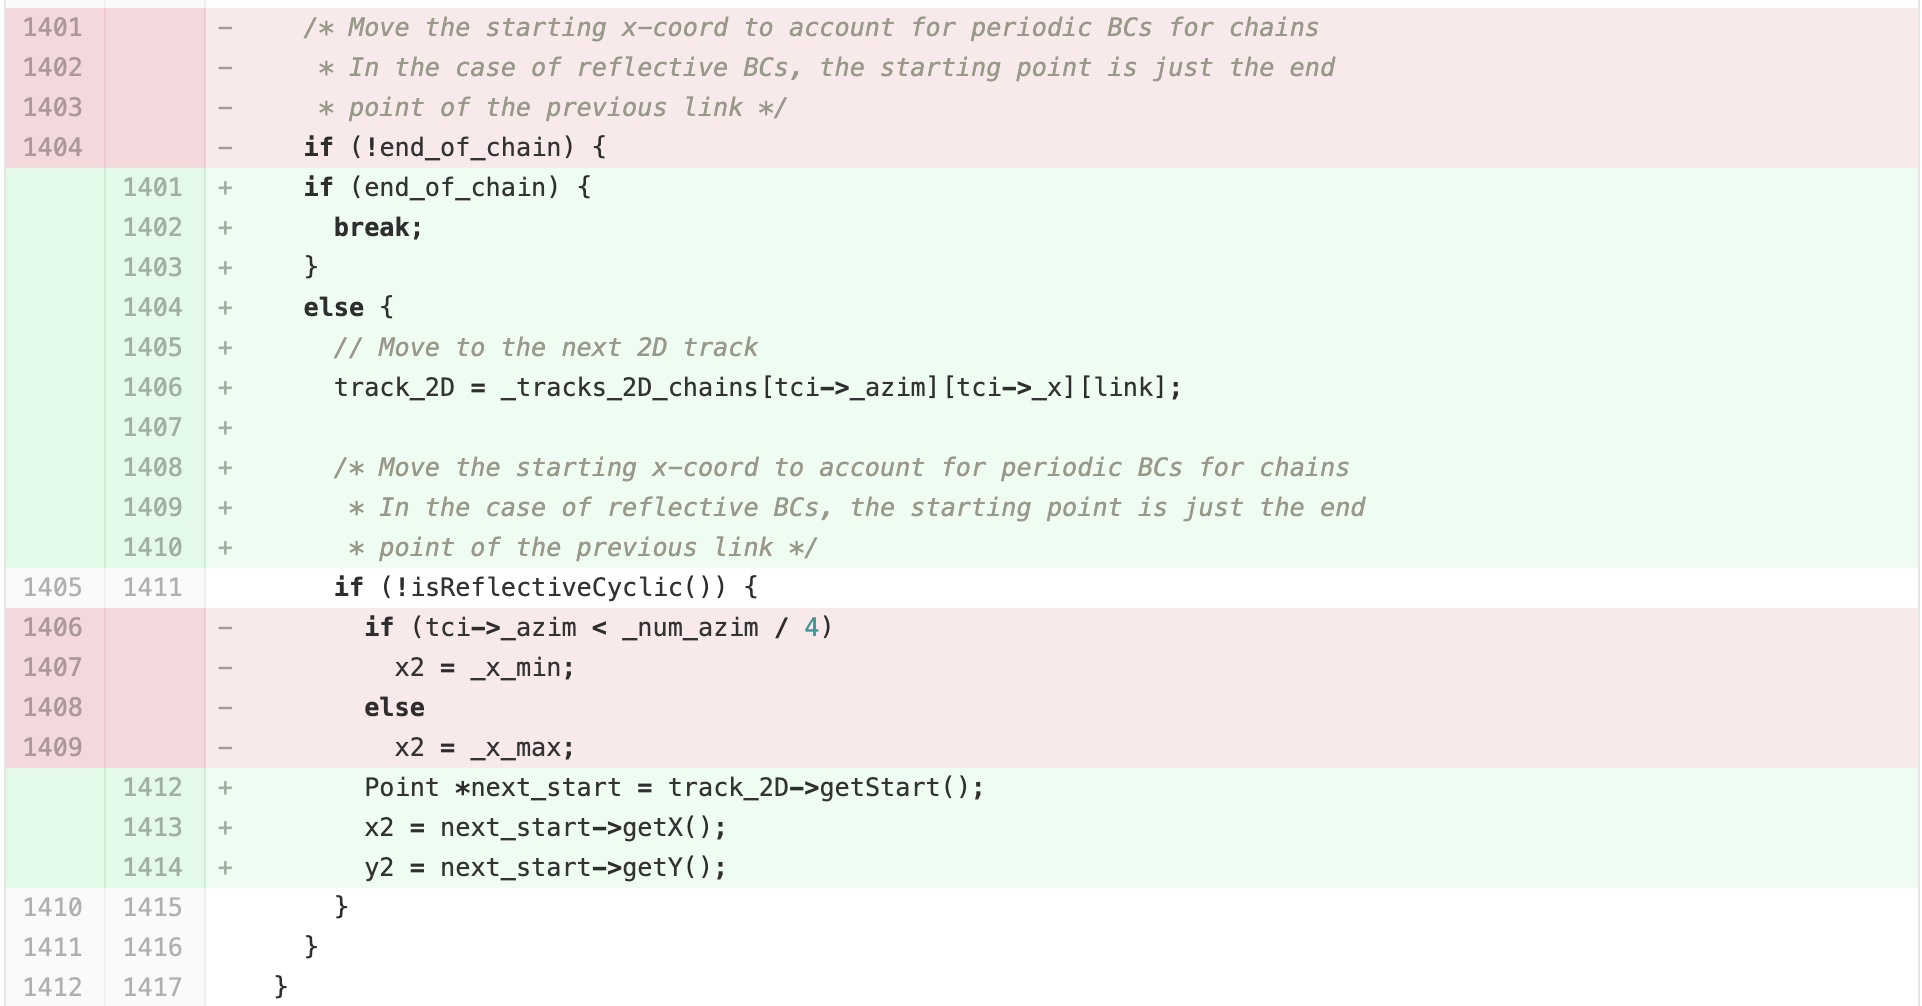 1401 − /* Move the starting x−coord to account for periodic BCs for chains
1402 − * In the case of reflective BCs, the starting point is just the end
1403 − * point of the previous link */
1404 − if (!end_of_chain) {
1401 + if (end_of_chain) {
1402 + break;
1403 + }
1404 + else {
1405 + // Move to the next 2D track
1406 + track_2D = _tracks_2D_chains[tci−>_azim][tci−>_x][link];
1407 +
1408 + /* Move the starting x−coord to account for periodic BCs for chains
1409 + * In the case of reflective BCs, the starting point is just the end
1410 + * point of the previous link */
1405 1411 if (!isReflectiveCyclic()) {
1406 − if (tci−>_azim < _num_azim / 4)
1407 − x2 = _x_min;
1408 − else
1409 − x2 = _x_max;
1412 + Point *next_start = track_2D−>getStart();
1413 + x2 = next_start−>getX();
1414 + y2 = next_start−>getY();
1410 1415 }
1411 1416 }
1412 1417 }